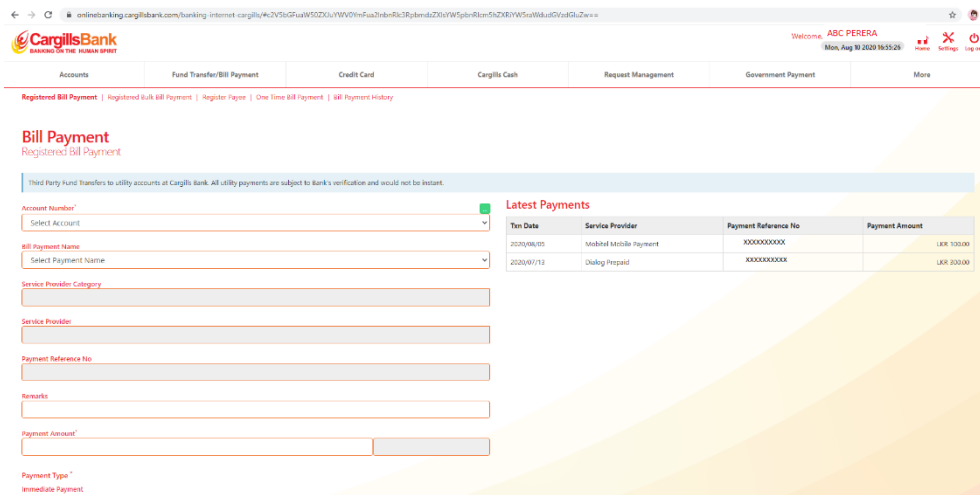 onlinebanking.cargillsbank.com/banking-internet-cargills/
CargillsBank
BANKING ON THE HUMAN SPIRIT
Welcome, ABC PERERA
Mon, Aug 10 2020 16:55:26
Home Settings Log ou
Accounts Fund Transfer/Bill Payment Credit Card Cargills Cash Request Management Government Payment More
Registered Bill Payment | Registered Bulk Bill Payment | Register Payee | One Time Bill Payment | Bill Payment History
Bill Payment
Registered Bill Payment
Third Party Fund Transfers to utility accounts at Cargills Bank. All utility payments are subject to Bank's verification and would not be instant.
Account Number*
Select Account
Bill Payment Name
Select Payment Name
Service Provider Category
Service Provider
Payment Reference No
Remarks
Payment Amount*
Payment Type *
Immediate Payment
Latest Payments
Txn Date Service Provider Payment Reference No Payment Amount
2020/08/05 Mobitel Mobile Payment XXXXXXXXXX LKR 100.00
2020/07/13 Dialog Prepaid XXXXXXXXXX LKR 300.00